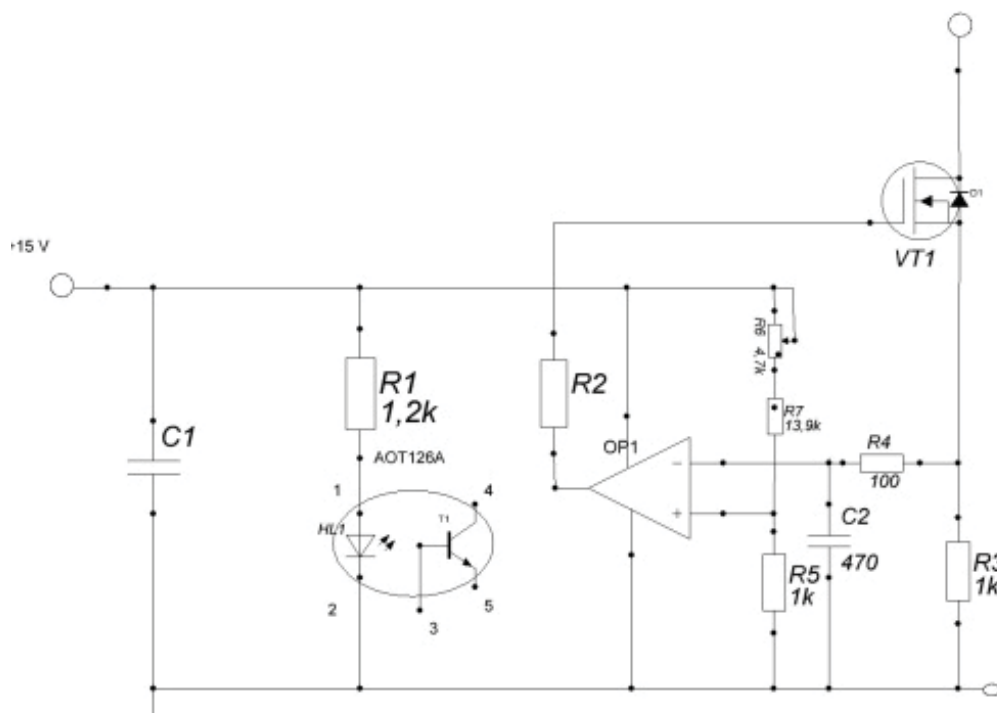 +15 V
D1
VT1
R6
4,7k
R1
1,2k
R2
R7
13,9k
C1
AOT126A
OP1
R4
100
1
4
HL1
T1
C2
470
R5
1k
R3
1k
2
3
5